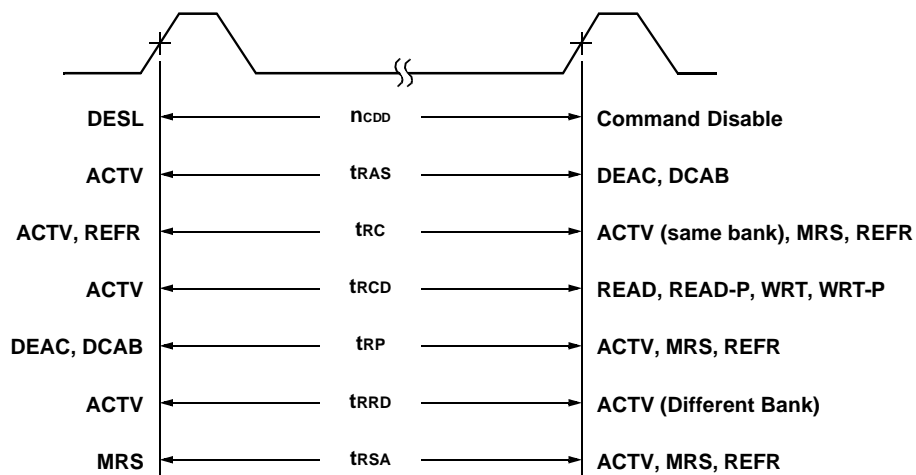 DESL nCDD Command Disable
ACTV tRAS DEAC, DCAB
ACTV, REFR tRC ACTV (same bank), MRS, REFR
ACTV tRCD READ, READ-P, WRT, WRT-P
DEAC, DCAB tRP ACTV, MRS, REFR
ACTV tRRD ACTV (Different Bank)
MRS tRSA ACTV, MRS, REFR